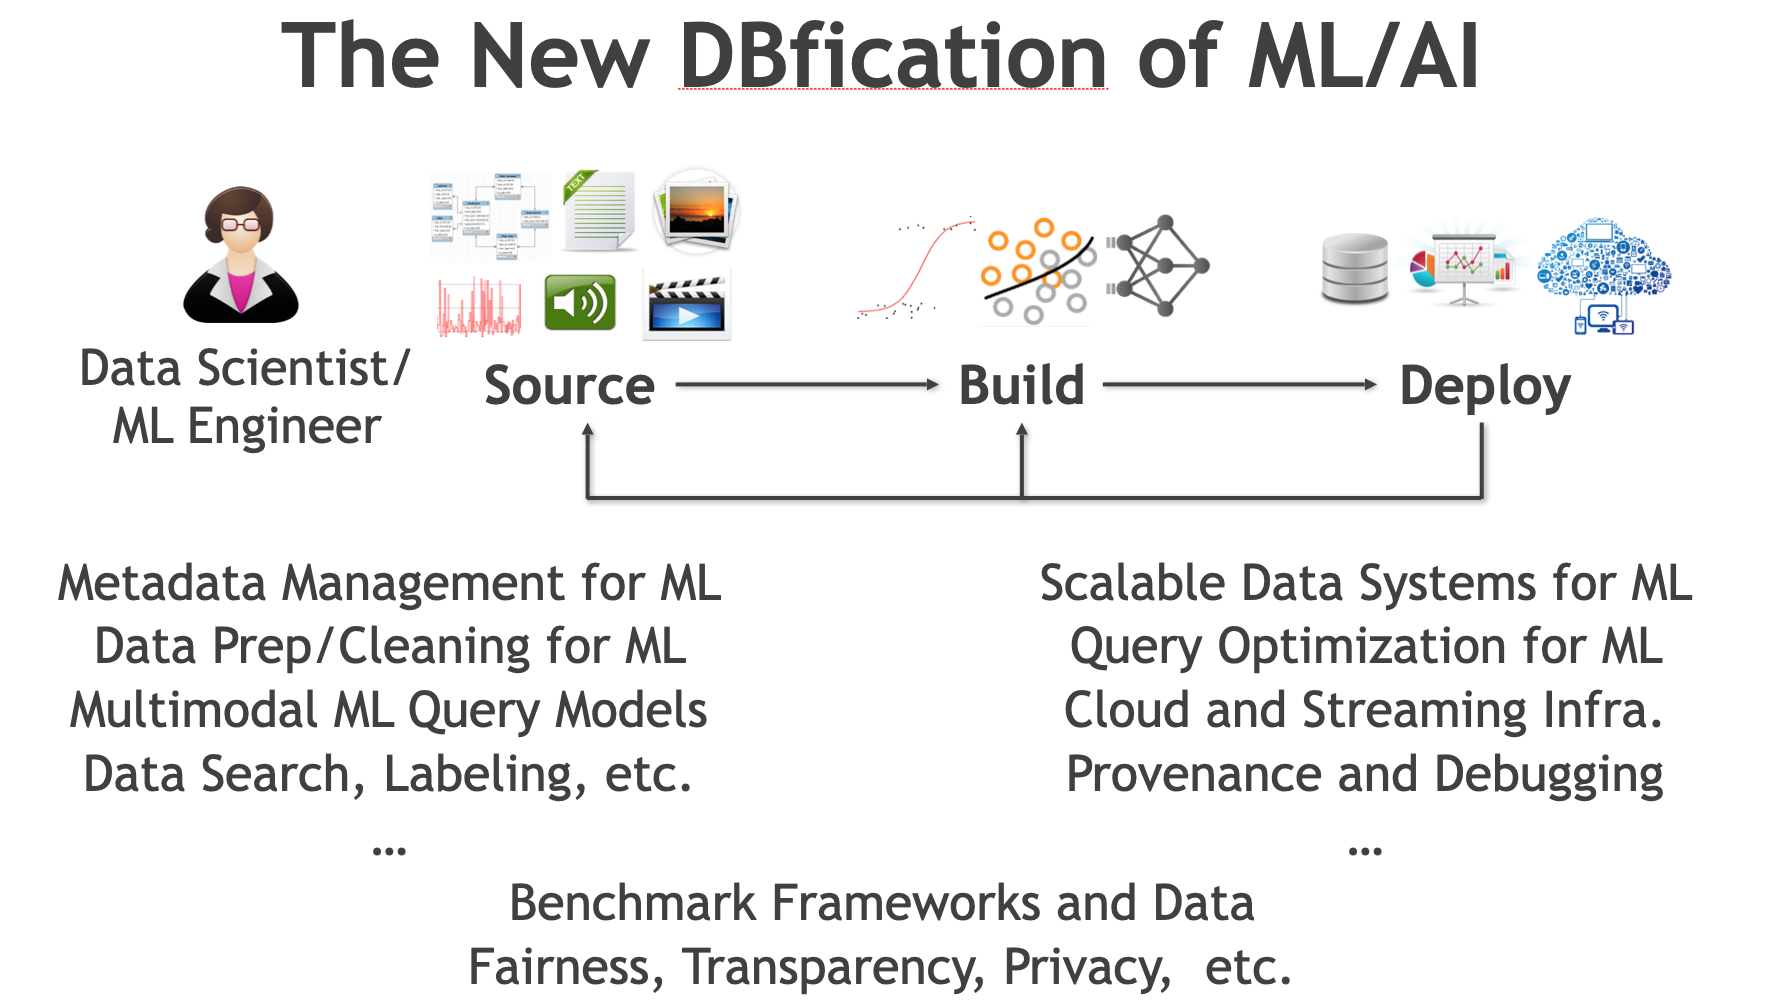 The New DBfication of ML/AI
TEXT
Data Scientist/
ML Engineer
Source
Build
Deploy
Metadata Management for ML
Data Prep/Cleaning for ML
Multimodal ML Query Models
Data Search, Labeling, etc.
…
Scalable Data Systems for ML
Query Optimization for ML
Cloud and Streaming Infra.
Provenance and Debugging
…
Benchmark Frameworks and Data
Fairness, Transparency, Privacy,  etc.